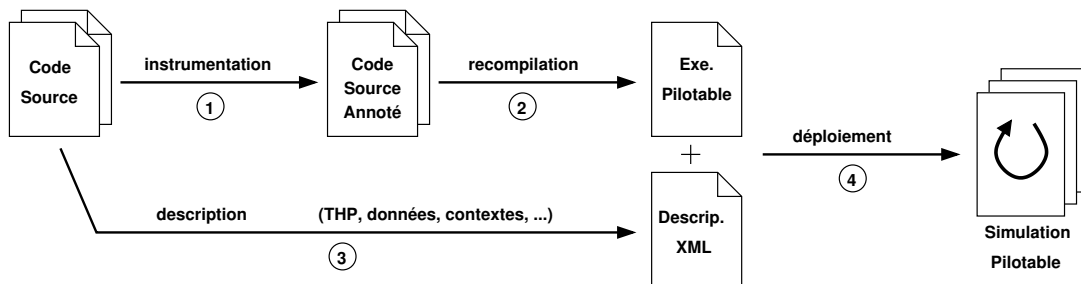 Code
Source
instrumentation
1
Code
Source
Annoté
recompilation
2
Exe.
Pilotable
+
déploiement
4
description (THP, données, contextes, ...)
3
Descrip.
XML
Simulation
Pilotable